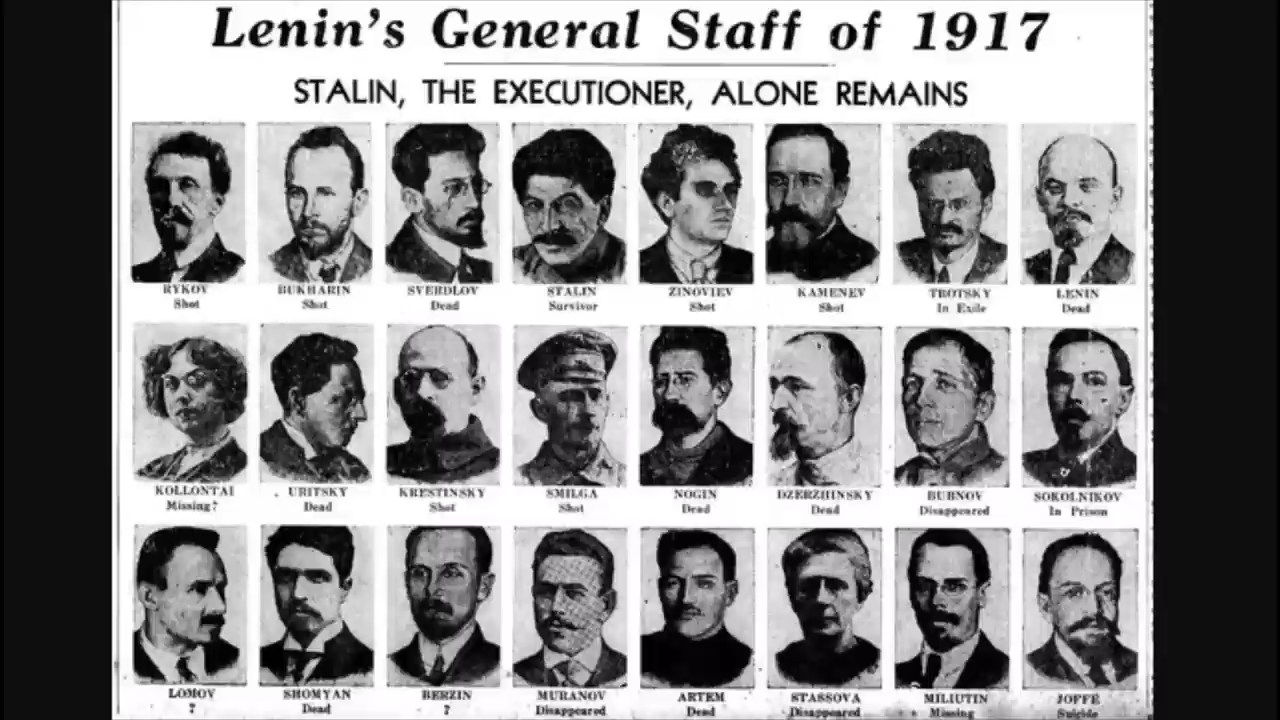 Lenin's General Staff of 1917
STALIN, THE EXECUTIONER, ALONE REMAINS
RYKOV BUKHARIN SVERDLOV STALIN ZINOVIEV KAMENEV TROTSKY LENIN
Shot Shot Dead Survivor Shot Shot In Exile Dead
KOLLONTAI URITSKY KRESTINSKY SMILGA NOGIN DZERZHINSKY BUBNOV SOKOLNIKOV
Missing? Dead Shot Shot Dead Dead Disappeared In Prison
LOMOV SHOMYAN BERZIN MURANOV ARTEM STASSOVA MILIUTIN JOFFE
? Dead ? Disappeared Dead Disappeared Missing Suicide